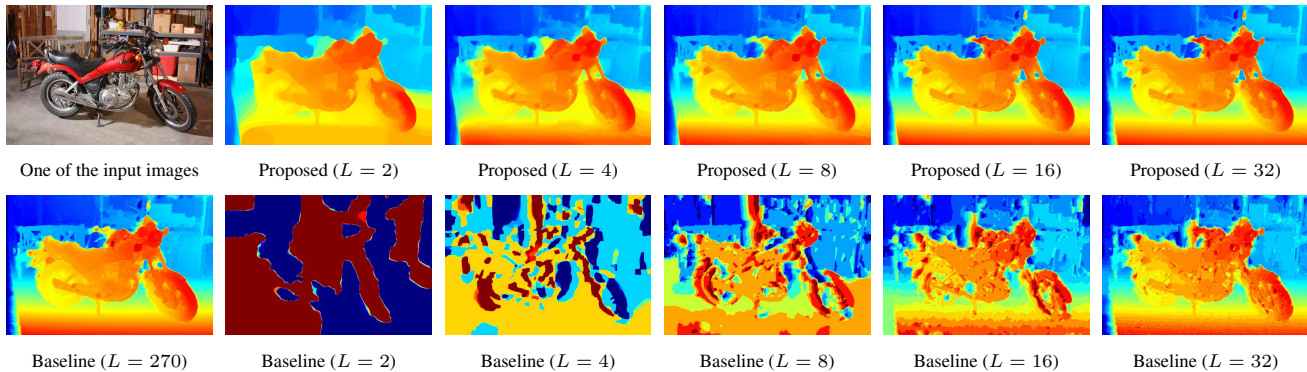 One of the input images
Proposed (L = 2)
Proposed (L = 4)
Proposed (L = 8)
Proposed (L = 16)
Proposed (L = 32)
Baseline (L = 270)
Baseline (L = 2)
Baseline (L = 4)
Baseline (L = 8)
Baseline (L = 16)
Baseline (L = 32)